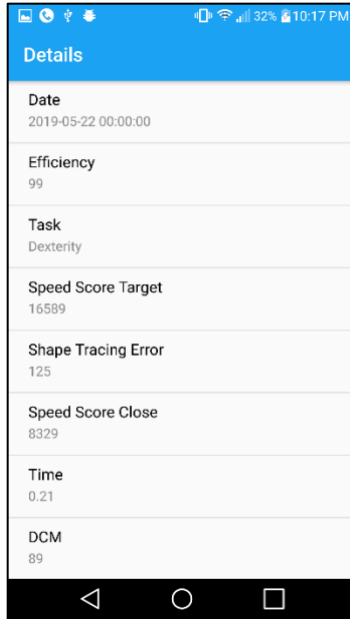 32% 10:17 PM
Details
Date
2019-05-22 00:00:00
Efficiency
99
Task
Dexterity
Speed Score Target
16589
Shape Tracing Error
125
Speed Score Close
8329
Time
0.21
DCM
89